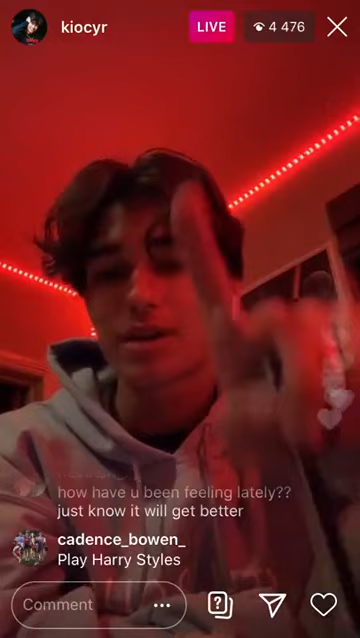 kiocyr
LIVE
4 476
how have u been feeling lately??
just know it will get better
cadence_bowen_
Play Harry Styles
Comment